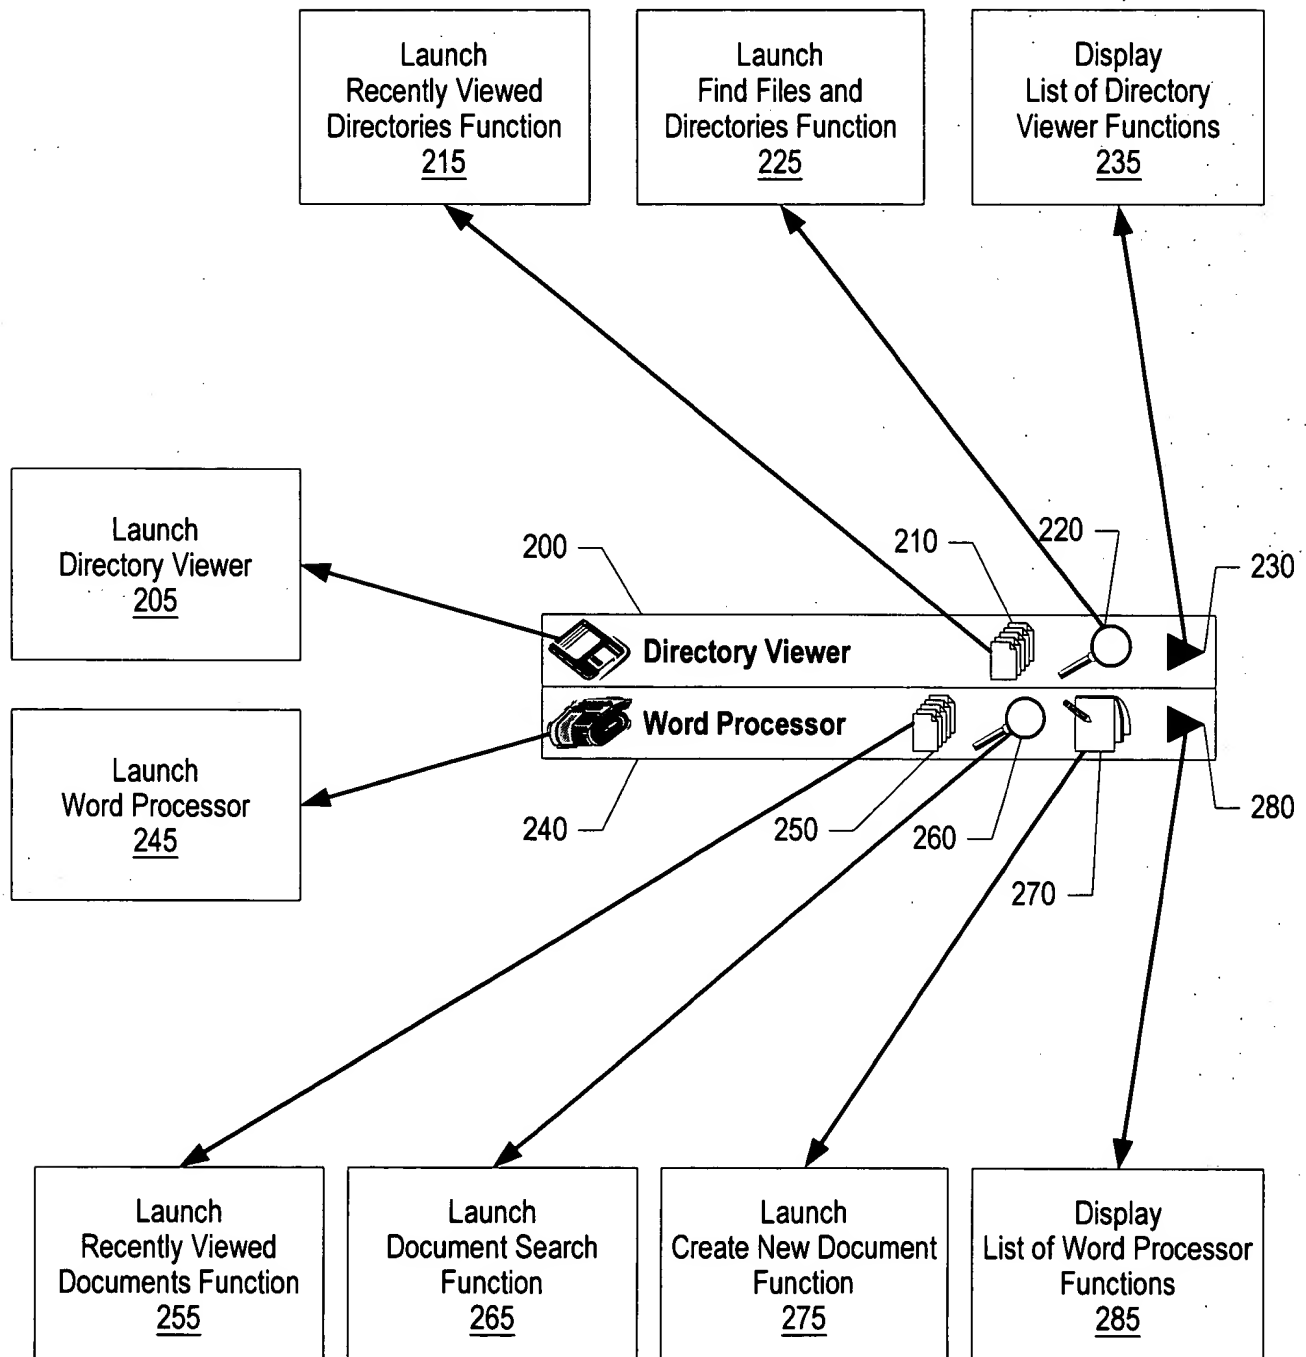 Launch
Recently Viewed
Directories Function
215
Launch
Find Files and
Directories Function
225
Display
List of Directory
Viewer Functions
235
Launch
Directory Viewer
205
200
210
220
230
Directory Viewer
Word Processor
Launch
Word Processor
245
240
250
260
270
280
Launch
Recently Viewed
Documents Function
255
Launch
Document Search
Function
265
Launch
Create New Document
Function
275
Display
List of Word Processor
Functions
285